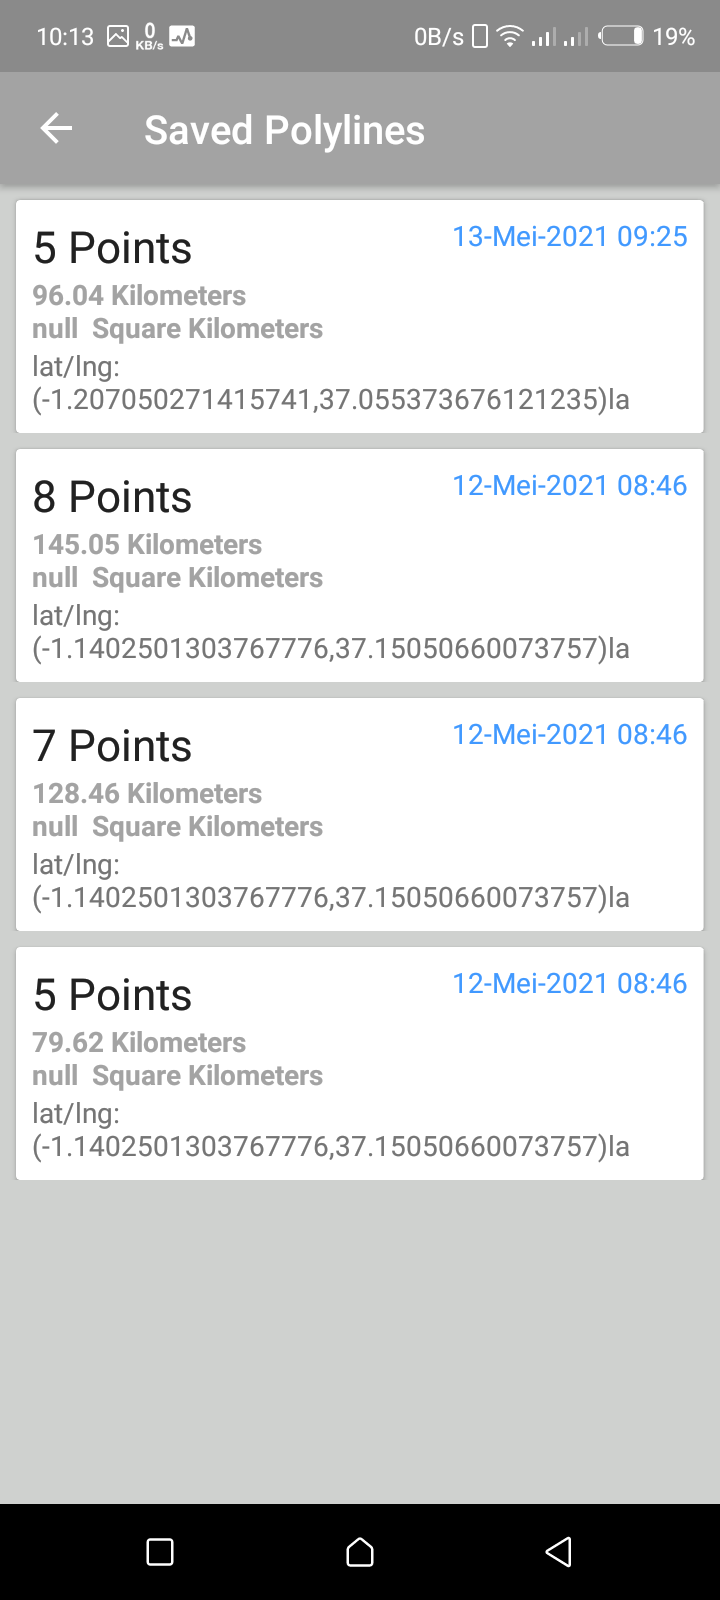 10:13 0 KB/s 0B/s 19%
Saved Polylines
5 Points 13-Mei-2021 09:25
96.04 Kilometers
null  Square Kilometers
lat/lng:
(-1.207050271415741,37.055373676121235)la
8 Points 12-Mei-2021 08:46
145.05 Kilometers
null  Square Kilometers
lat/lng:
(-1.1402501303767776,37.15050660073757)la
7 Points 12-Mei-2021 08:46
128.46 Kilometers
null  Square Kilometers
lat/lng:
(-1.1402501303767776,37.15050660073757)la
5 Points 12-Mei-2021 08:46
79.62 Kilometers
null  Square Kilometers
lat/lng:
(-1.1402501303767776,37.15050660073757)la